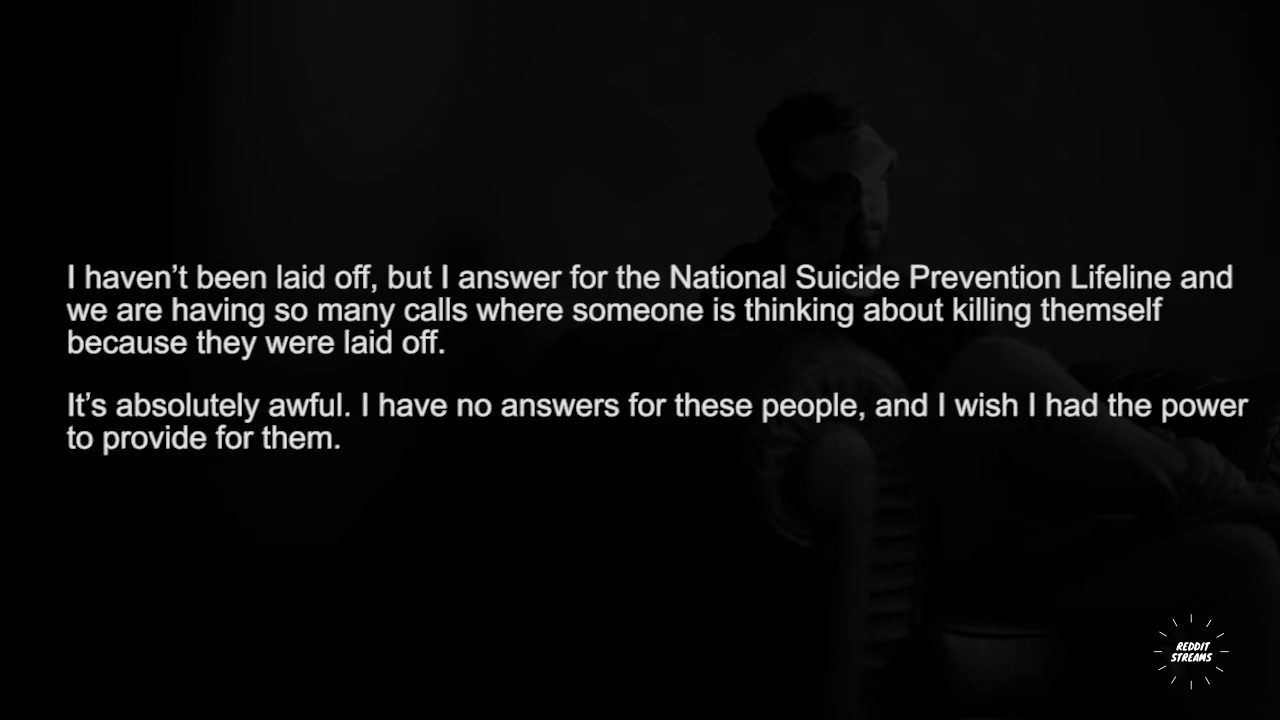 I haven’t been laid off, but I answer for the National Suicide Prevention Lifeline and
we are having so many calls where someone is thinking about killing themself
because they were laid off.
It’s absolutely awful. I have no answers for these people, and I wish I had the power
to provide for them.
REDDIT
STREAMS